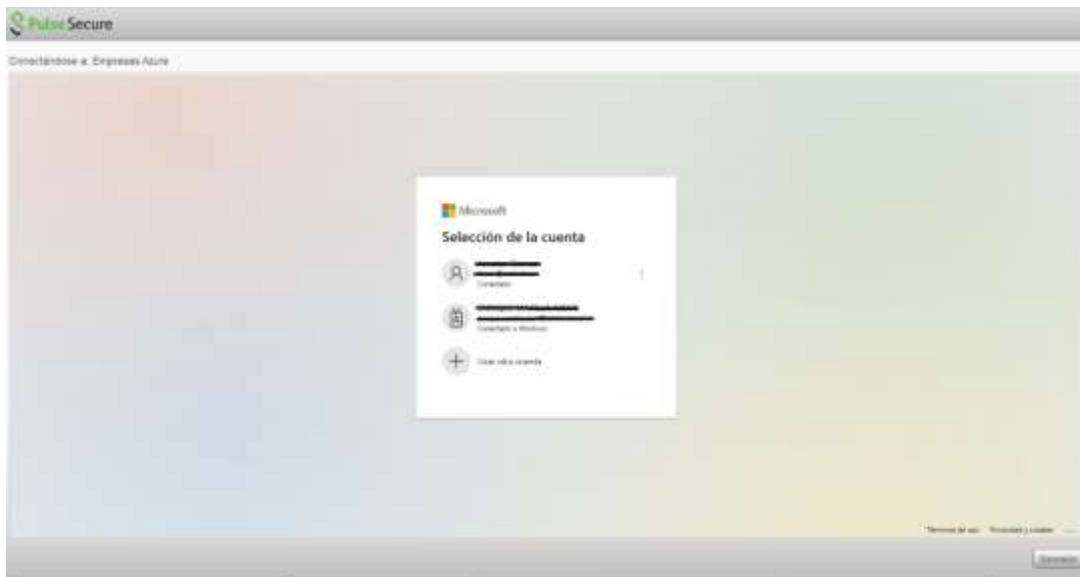 Pulse Secure
Conectándose a: Empresas Azure
Microsoft
Selección de la cuenta
Conectado
Conectado a Windows
Usar otra cuenta
Términos de uso Privacidad y cookies ...